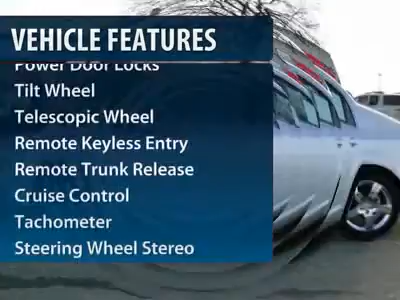 VEHICLE FEATURES
Power Door Locks
Tilt Wheel
Telescopic Wheel
Remote Keyless Entry
Remote Trunk Release
Cruise Control
Tachometer
Steering Wheel Stereo